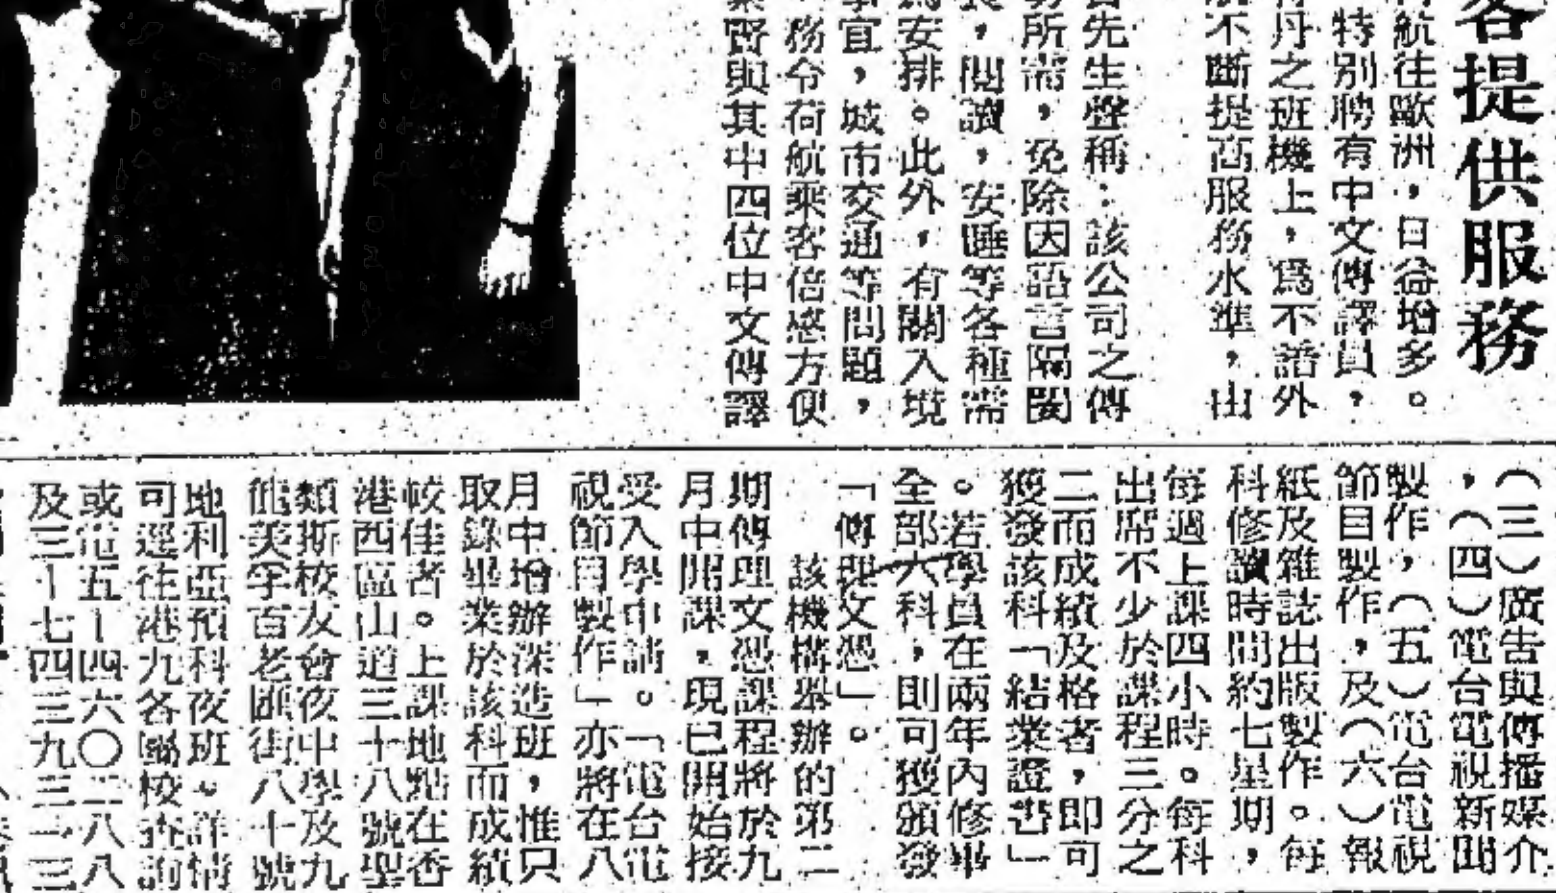 客提供服務
航往歐洲，日益增多。
特別聘有中文傳譯員，
丹之班機上，爲不諳外
不斷提高服務水準，由
先生聲稱：該公司之傳
所需，免除因語言隔閡
，閱讀，安睡等各種需
安排。此外，有關入境
宜，城市交通等問題，
務令荷航乘客倍感方便
賢與其中四位中文傳譯
（三）廣告與傳播媒介
，（四）電台電視新聞
製作，（五）電台電視
節目製作，及（六）報
紙及雜誌出版製作。每
科修讀時間約七星期，
每週上課四小時。每科
出席不少於課程三分之
二而成績及格者，即可
獲發該科「結業證書」
。若學員在兩年內修畢
全部六科，則可獲頒發
「傳理文憑」。
該機構舉辦的第二
期傳理文憑課程將於九
月中開課，現已開始接
受入學申請。「電台電
視節目製作」亦將在八
月中增辦深造班，惟只
取錄畢業於該科而成績
較佳者。上課地點在香
港西區山道三十八號聖
類斯校友會夜中學及九
龍美孚百老匯街八十號
地利亞預科夜班。詳情
可逕往港九各屬校查詢
或電五－四六〇二八八
及三－七四三九三一三